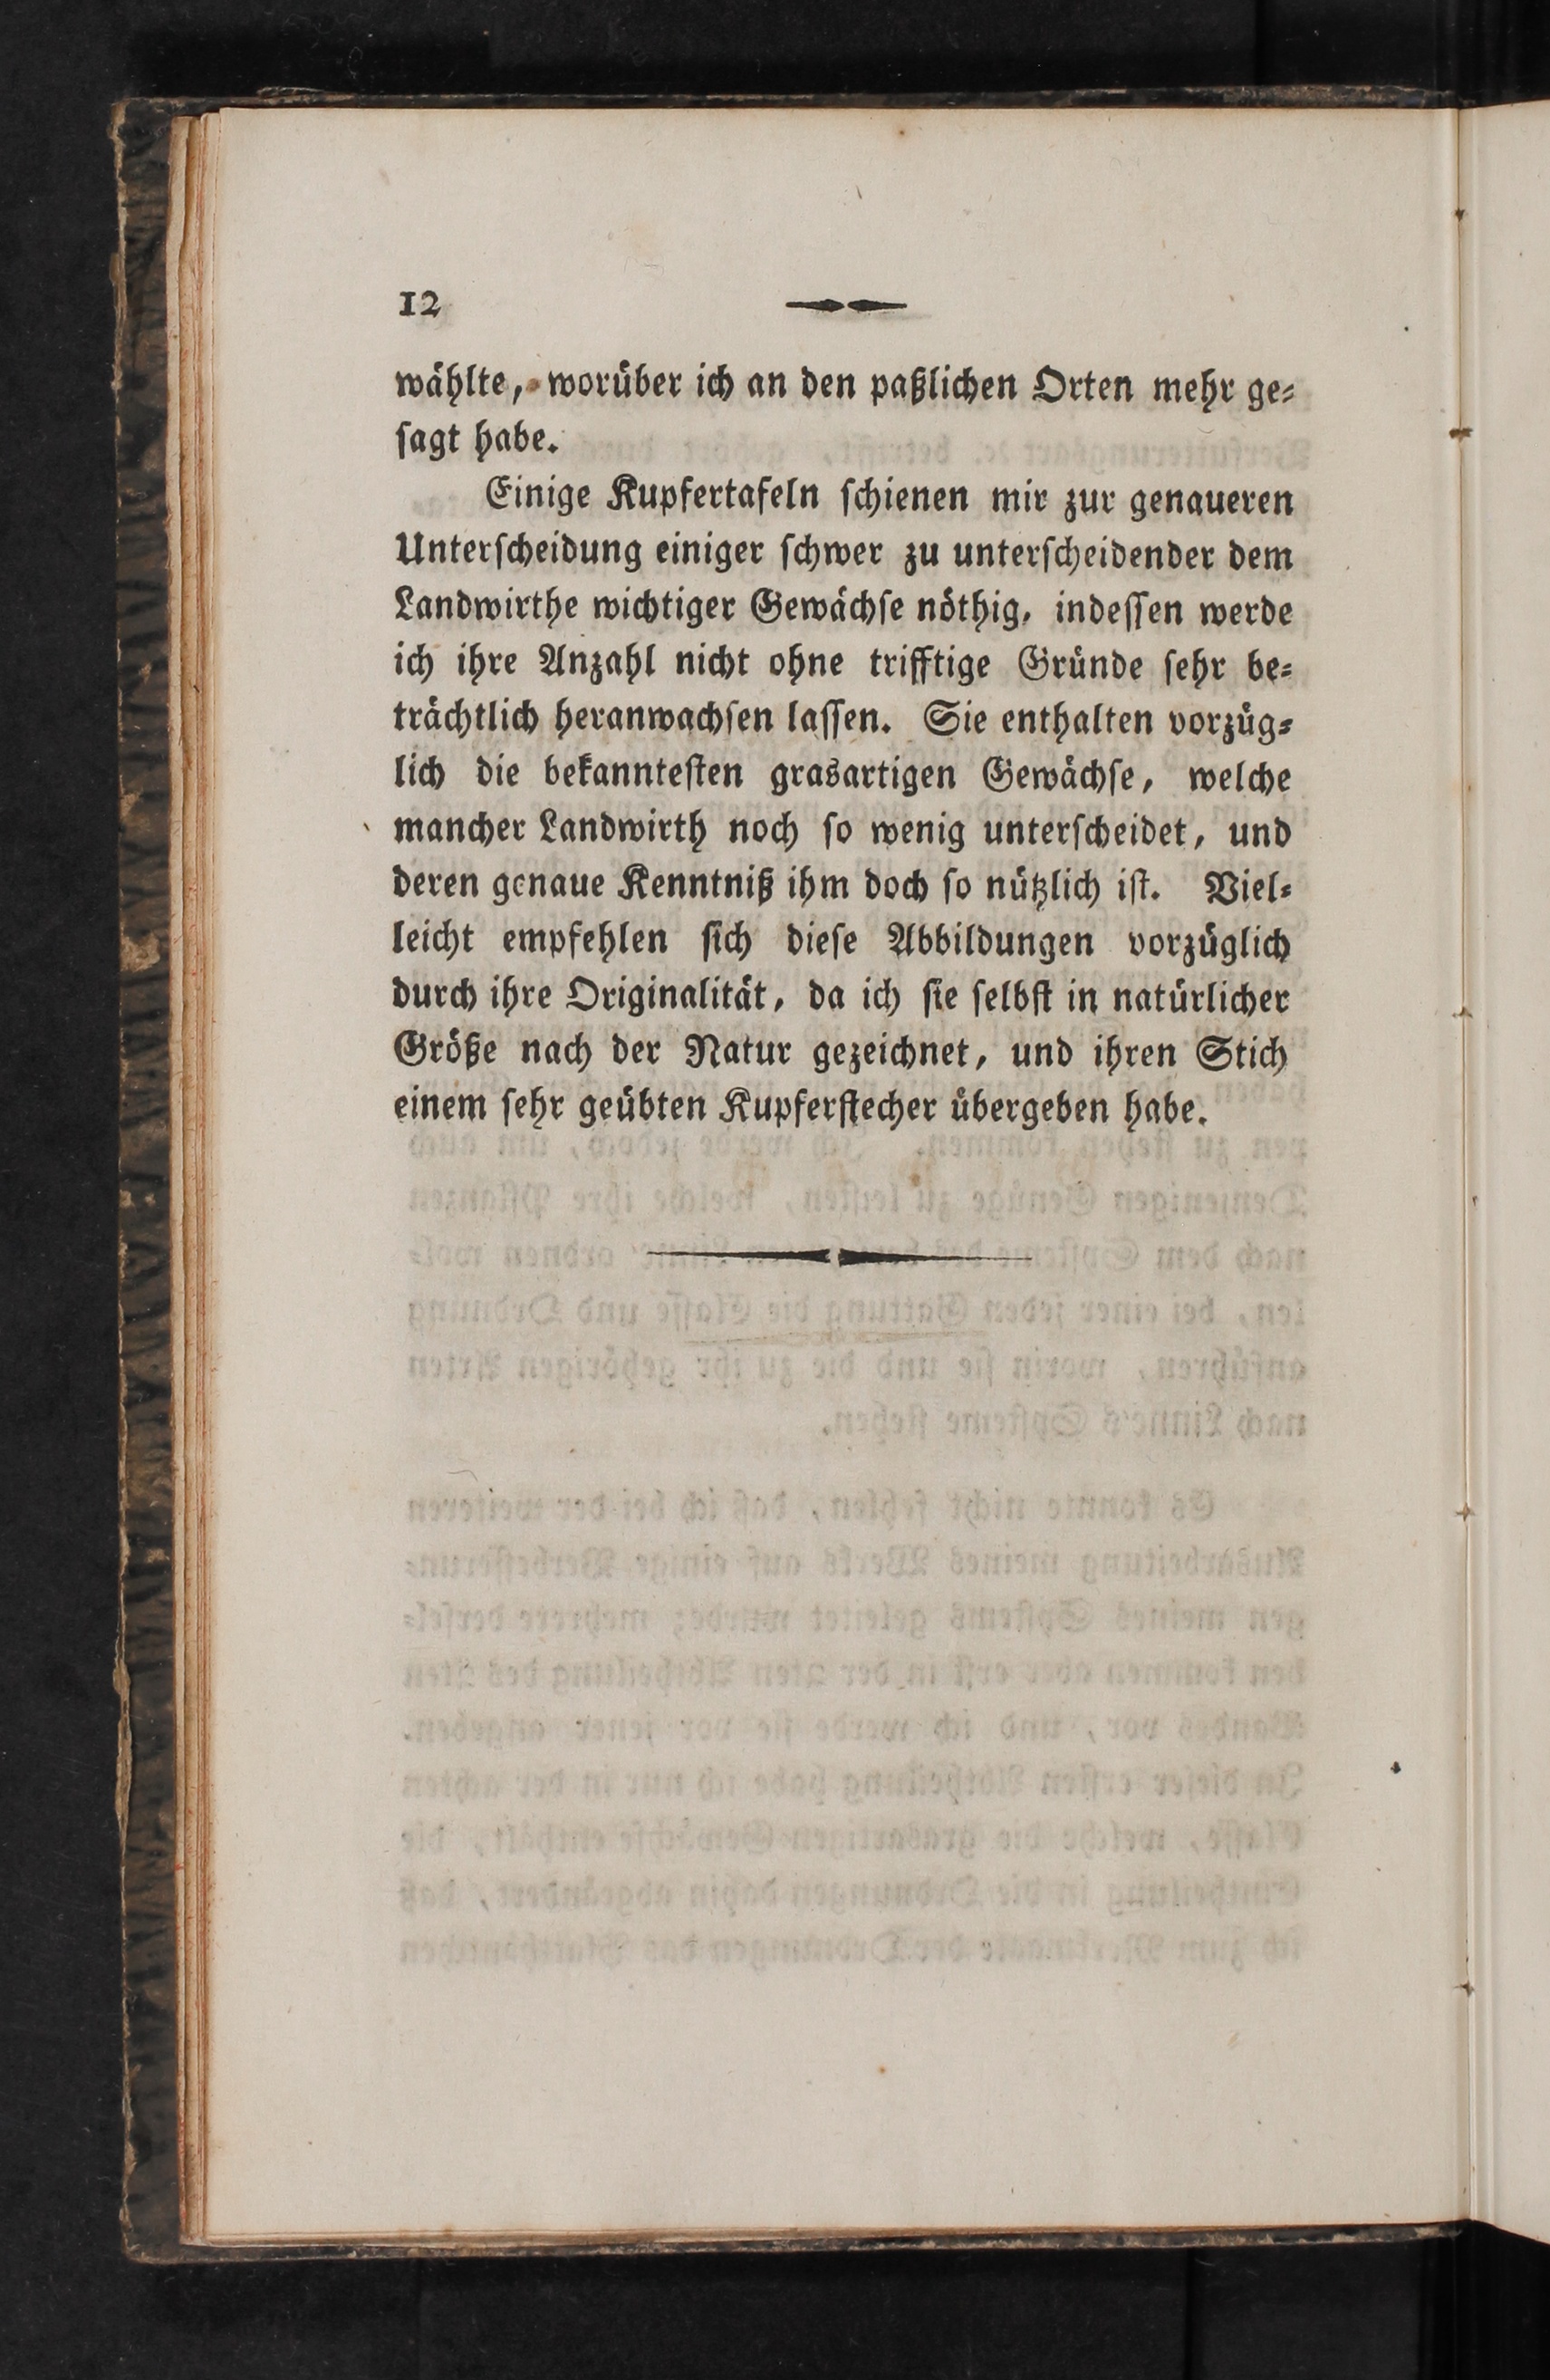 12
wählte, worüber ich an den paßlichen Orten mehr ge⸗
ſagt habe.
Einige Kupfertafeln ſchienen mir zur genaueren
Unterſcheidung einiger ſchwer zu unterſcheidender dem
Landwirthe wichtiger Gewächſe nöthig, indeſſen werde
ich ihre Anzahl nicht ohne trifftige Gründe ſehr be⸗
trächtlich heranwachſen laſſen. Sie enthalten vorzüg⸗
lich die bekannteſten grasartigen Gewächſe, welche
mancher Landwirth noch ſo wenig unterſcheidet, und
deren genaue Kenntniß ihm doch ſo nützlich iſt. Viel⸗
leicht empfehlen ſich dieſe Abbildungen vorzüglich
durch ihre Originalität, da ich ſie ſelbſt in natürlicher
Größe nach der Natur gezeichnet, und ihren Stich
einem ſehr geübten Kupferſtecher übergeben habe.